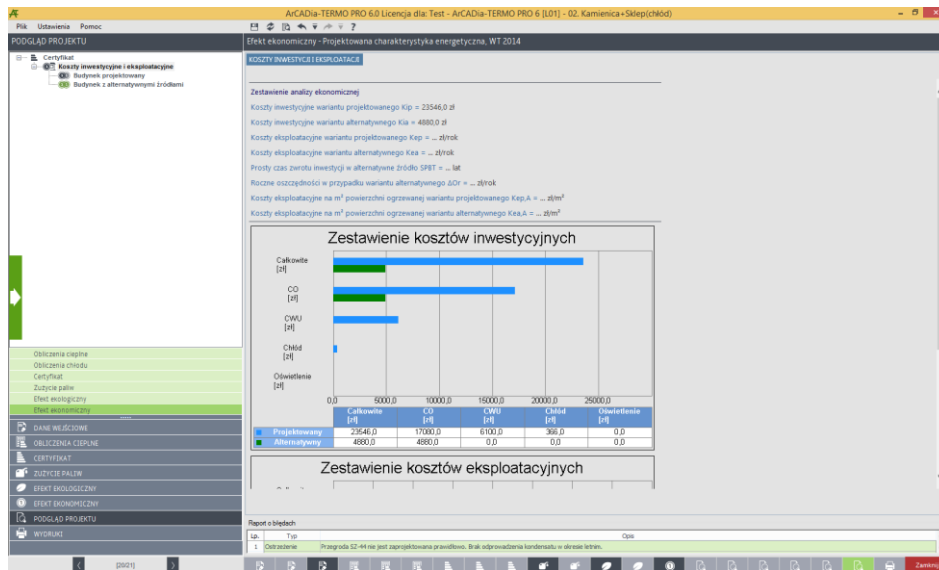 ArCADia-TERMO PRO 6.0 Licencja dla: Test - ArCADia-TERMO PRO 6 [L01] - 02. Kamienica+Sklep(chłód)
Plik Ustawienia Pomoc
PODGLĄD PROJEKTU
Certyfikat
Koszty inwestycyjne i eksploatacyjne
Budynek projektowany
Budynek z alternatywnymi źródłami
Obliczenia cieplne
Obliczenia chłodu
Certyfikat
Zużycie paliw
Efekt ekologiczny
Efekt ekonomiczny
DANE WEJŚCIOWE
OBLICZENIA CIEPLNE
CERTYFIKAT
ZUŻYCIE PALIW
EFEKT EKOLOGICZNY
EFEKT EKONOMICZNY
PODGLĄD PROJEKTU
WYDRUKI
[20/21]
Efekt ekonomiczny - Projektowana charakterystyka energetyczna, WT 2014
KOSZTY INWESTYCJI I EKSPLOATACJI
Zestawienie analizy ekonomicznej
Koszty inwestycyjne wariantu projektowanego Kip = 23546,0 zł
Koszty inwestycyjne wariantu alternatywnego Kia = 4880,0 zł
Koszty eksploatacyjne wariantu projektowanego Kep = ... zł/rok
Koszty eksploatacyjne wariantu alternatywnego Kea = ... zł/rok
Prosty czas zwrotu inwestycji w alternatywne źródło SPBT = ... lat
Roczne oszczędności w przypadku wariantu alternatywnego ΔOr = ... zł/rok
Koszty eksploatacyjne na m² powierzchni ogrzewanej wariantu projektowanego Kep,A = ... zł/m²
Koszty eksploatacyjne na m² powierzchni ogrzewanej wariantu alternatywnego Kea,A = ... zł/m²
Zestawienie kosztów inwestycyjnych
Całkowite
[zł]
CO
[zł]
CWU
[zł]
Chłód
[zł]
Oświetlenie
[zł]
0,0 5000,0 10000,0 15000,0 20000,0 25000,0
Całkowite [zł] CO [zł] CWU [zł] Chłód [zł] Oświetlenie [zł]
Projektowany 23546,0 17080,0 6100,0 366,0 0,0
Alternatywny 4880,0 4880,0 0,0 0,0 0,0
Zestawienie kosztów eksploatacyjnych
Raport o błędach
Lp. Typ Opis
1 Ostrzeżenie Przegroda SZ-44 nie jest zaprojektowana prawidłowo. Brak odprowadzenia kondensatu w okresie letnim.
Zamknij